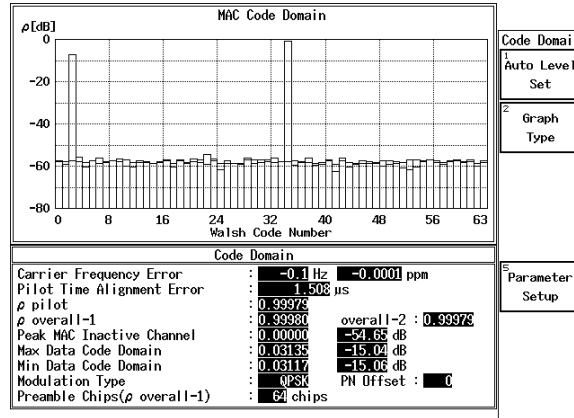 MAC Code Domain
ρ[dB]
0
-20
-40
-60
-80
0 8 16 24 32 40 48 56 63
Walsh Code Number
Code Domain
Carrier Frequency Error : -0.1 Hz -0.0001 ppm
Pilot Time Alignment Error : 1.508 µs
ρ pilot : 0.99979
ρ overall-1 : 0.99980 overall-2 : 0.99979
Peak MAC Inactive Channel : 0.00000 -54.65 dB
Max Data Code Domain : 0.03135 -15.04 dB
Min Data Code Domain : 0.03117 -15.06 dB
Modulation Type : QPSK PN Offset : 0
Preamble Chips(ρ overall-1) : 64 chips
Code Domai
1
Auto Level
Set
2
Graph
Type
5
Parameter
Setup